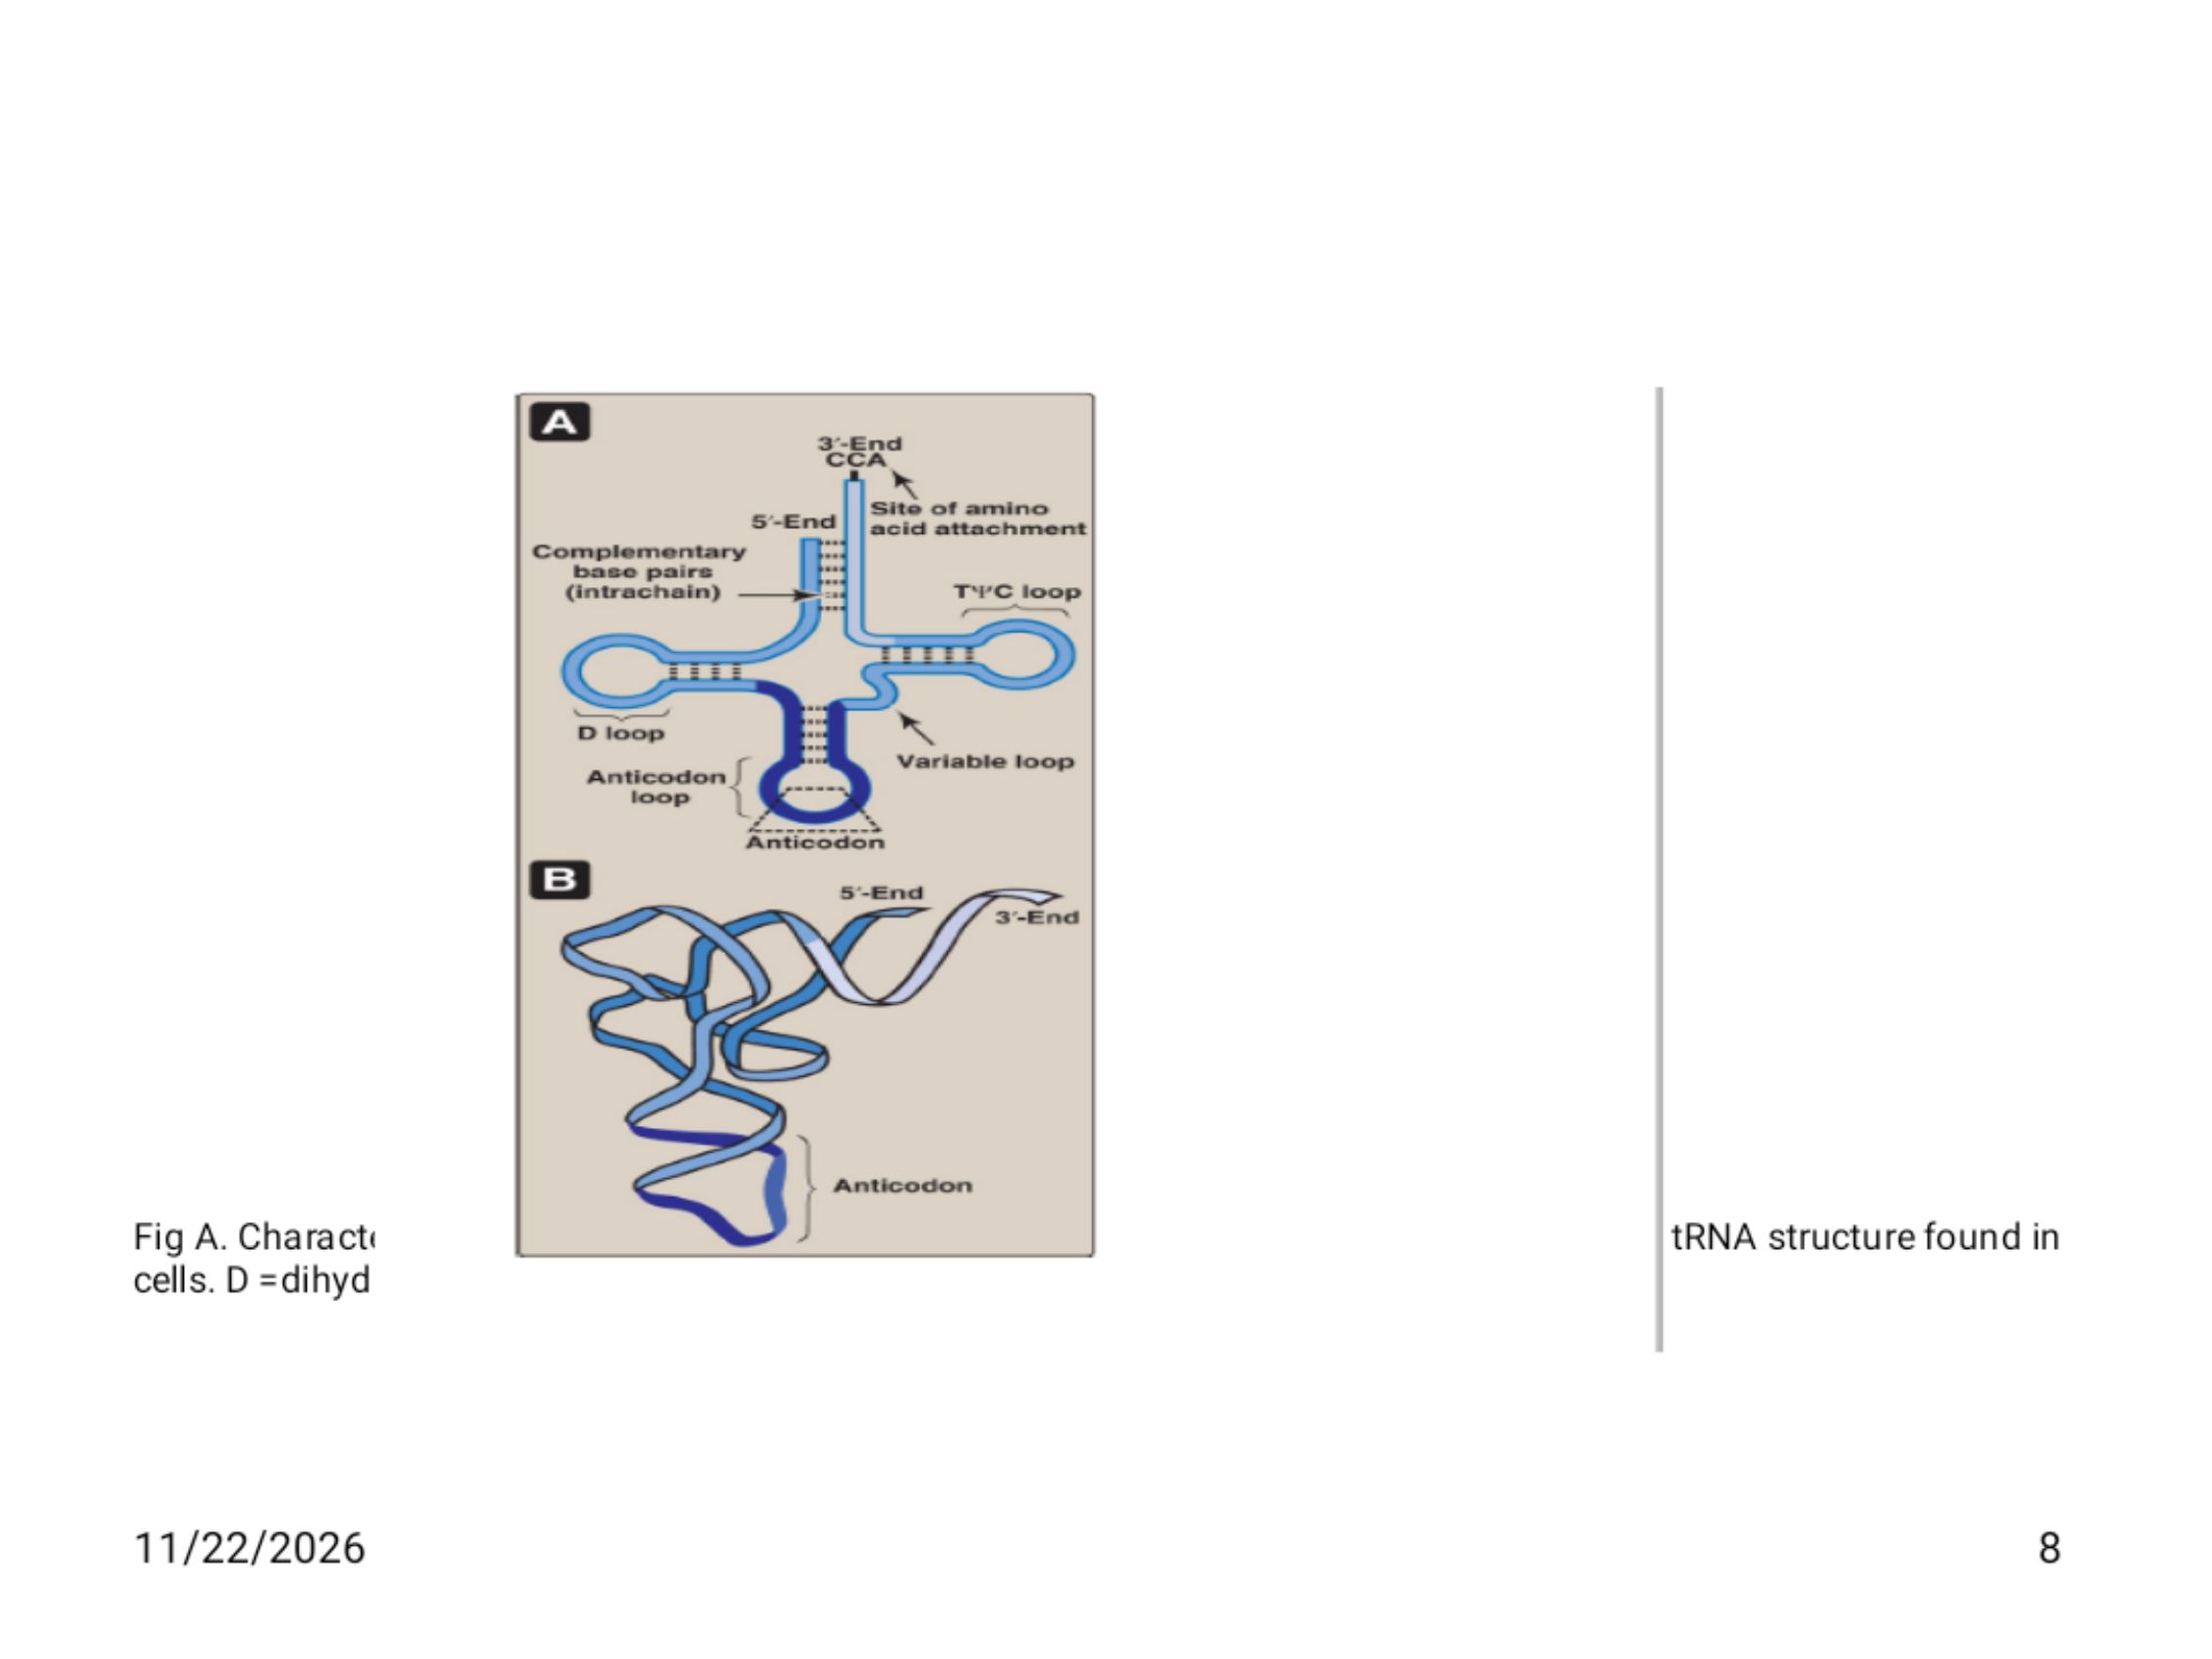 A
3′-End
CCA
Site of amino
acid attachment
5′-End
Complementary
base pairs
(intrachain)
TΨC loop
D loop
Variable loop
Anticodon
loop
Anticodon
B
5′-End
3′-End
Anticodon
Fig A. Characte tRNA structure found in
cells. D =dihyd
11/22/2026
8